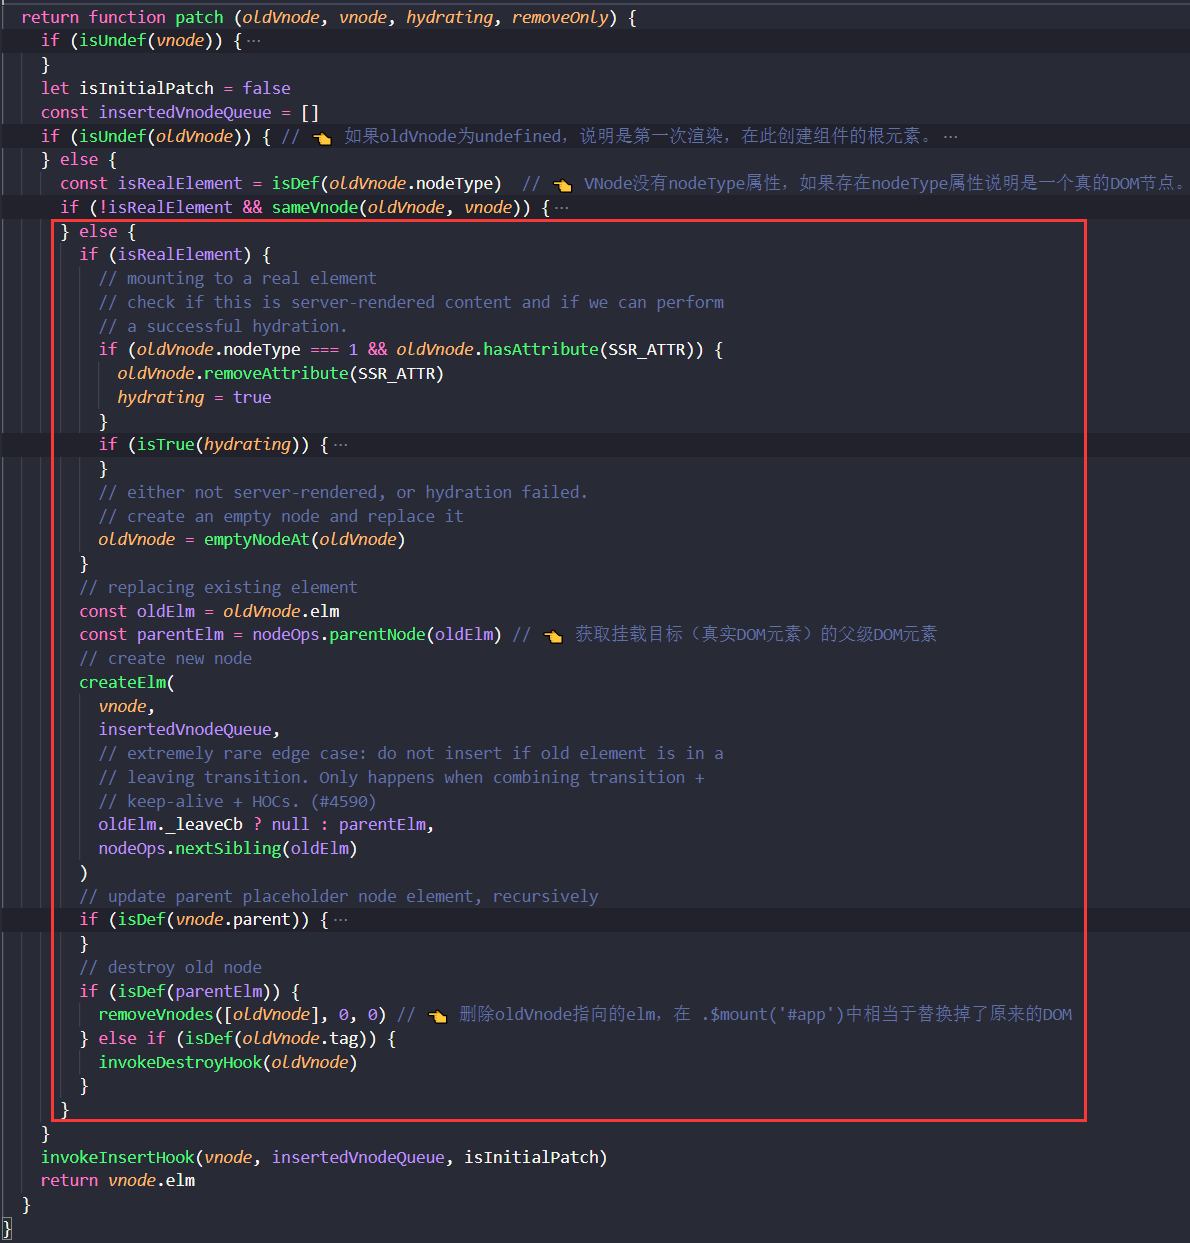 return function patch (oldVnode, vnode, hydrating, removeOnly) {
if (isUndef(vnode)) {···
}
let isInitialPatch = false
const insertedVnodeQueue = []
if (isUndef(oldVnode)) { // 👈 如果oldVnode为undefined，说明是第一次渲染，在此创建组件的根元素。···
} else {
const isRealElement = isDef(oldVnode.nodeType) // 👈 VNode没有nodeType属性，如果存在nodeType属性说明是一个真的DOM节点。
if (!isRealElement && sameVnode(oldVnode, vnode)) {···
} else {
if (isRealElement) {
// mounting to a real element
// check if this is server-rendered content and if we can perform
// a successful hydration.
if (oldVnode.nodeType === 1 && oldVnode.hasAttribute(SSR_ATTR)) {
oldVnode.removeAttribute(SSR_ATTR)
hydrating = true
}
if (isTrue(hydrating)) {···
}
// either not server-rendered, or hydration failed.
// create an empty node and replace it
oldVnode = emptyNodeAt(oldVnode)
}
// replacing existing element
const oldElm = oldVnode.elm
const parentElm = nodeOps.parentNode(oldElm) // 👈 获取挂载目标（真实DOM元素）的父级DOM元素
// create new node
createElm(
vnode,
insertedVnodeQueue,
// extremely rare edge case: do not insert if old element is in a
// leaving transition. Only happens when combining transition +
// keep-alive + HOCs. (#4590)
oldElm._leaveCb ? null : parentElm,
nodeOps.nextSibling(oldElm)
)
// update parent placeholder node element, recursively
if (isDef(vnode.parent)) {···
}
// destroy old node
if (isDef(parentElm)) {
removeVnodes([oldVnode], 0, 0) // 👈 删除oldVnode指向的elm，在 .$mount('#app')中相当于替换掉了原来的DOM
} else if (isDef(oldVnode.tag)) {
invokeDestroyHook(oldVnode)
}
}
}
invokeInsertHook(vnode, insertedVnodeQueue, isInitialPatch)
return vnode.elm
}
}